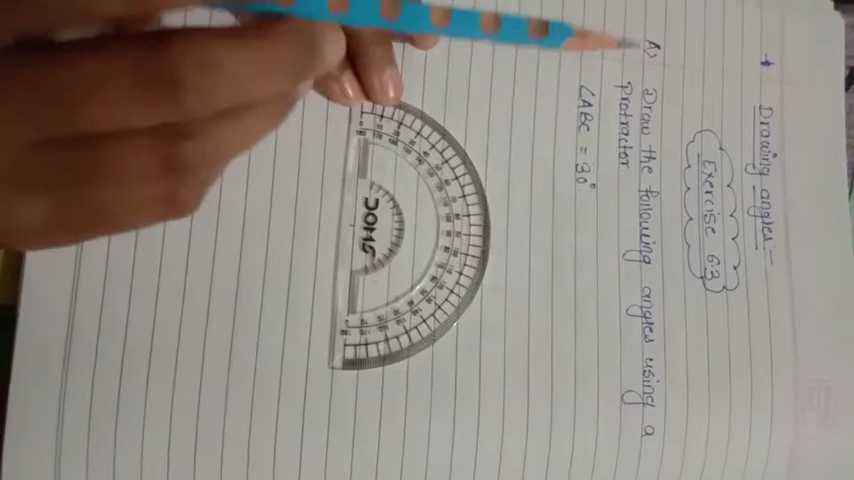 * Drawing angles:-
Exercise 6.3
A) Draw the following angles using a
protractor
∠ABC = 30°
DOMS